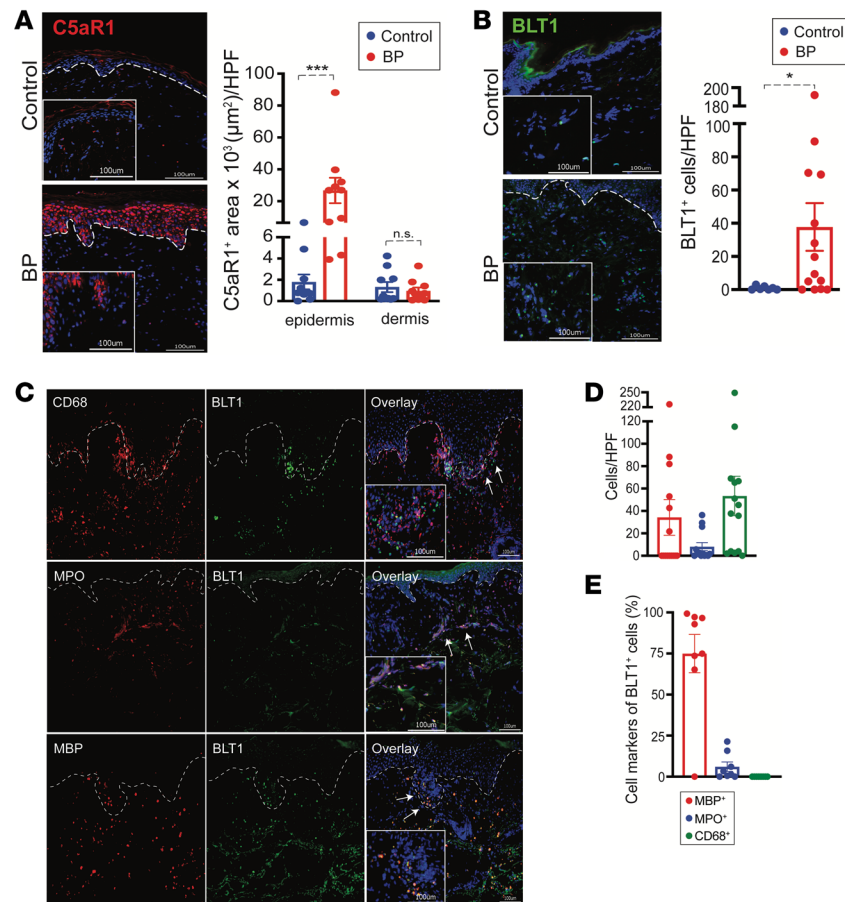 A
C5aR1
Control
100um
100um
BP
100um
100um
Control
BP
C5aR1⁺ area x 10³ (µm²)/HPF
100
80
60
40
20
6
4
2
0
***
n.s.
epidermis
dermis
B
BLT1
Control
100um
100um
BP
100um
100um
Control
BP
BLT1⁺ cells/HPF
200
180
100
80
60
40
20
0
*
C
CD68
BLT1
Overlay
100um
100um
MPO
BLT1
Overlay
100um
100um
MBP
BLT1
Overlay
100um
100um
D
Cells/HPF
250
220
120
100
80
60
40
20
0
E
Cell markers of BLT1⁺ cells (%)
100
75
50
25
0
MBP⁺
MPO⁺
CD68⁺